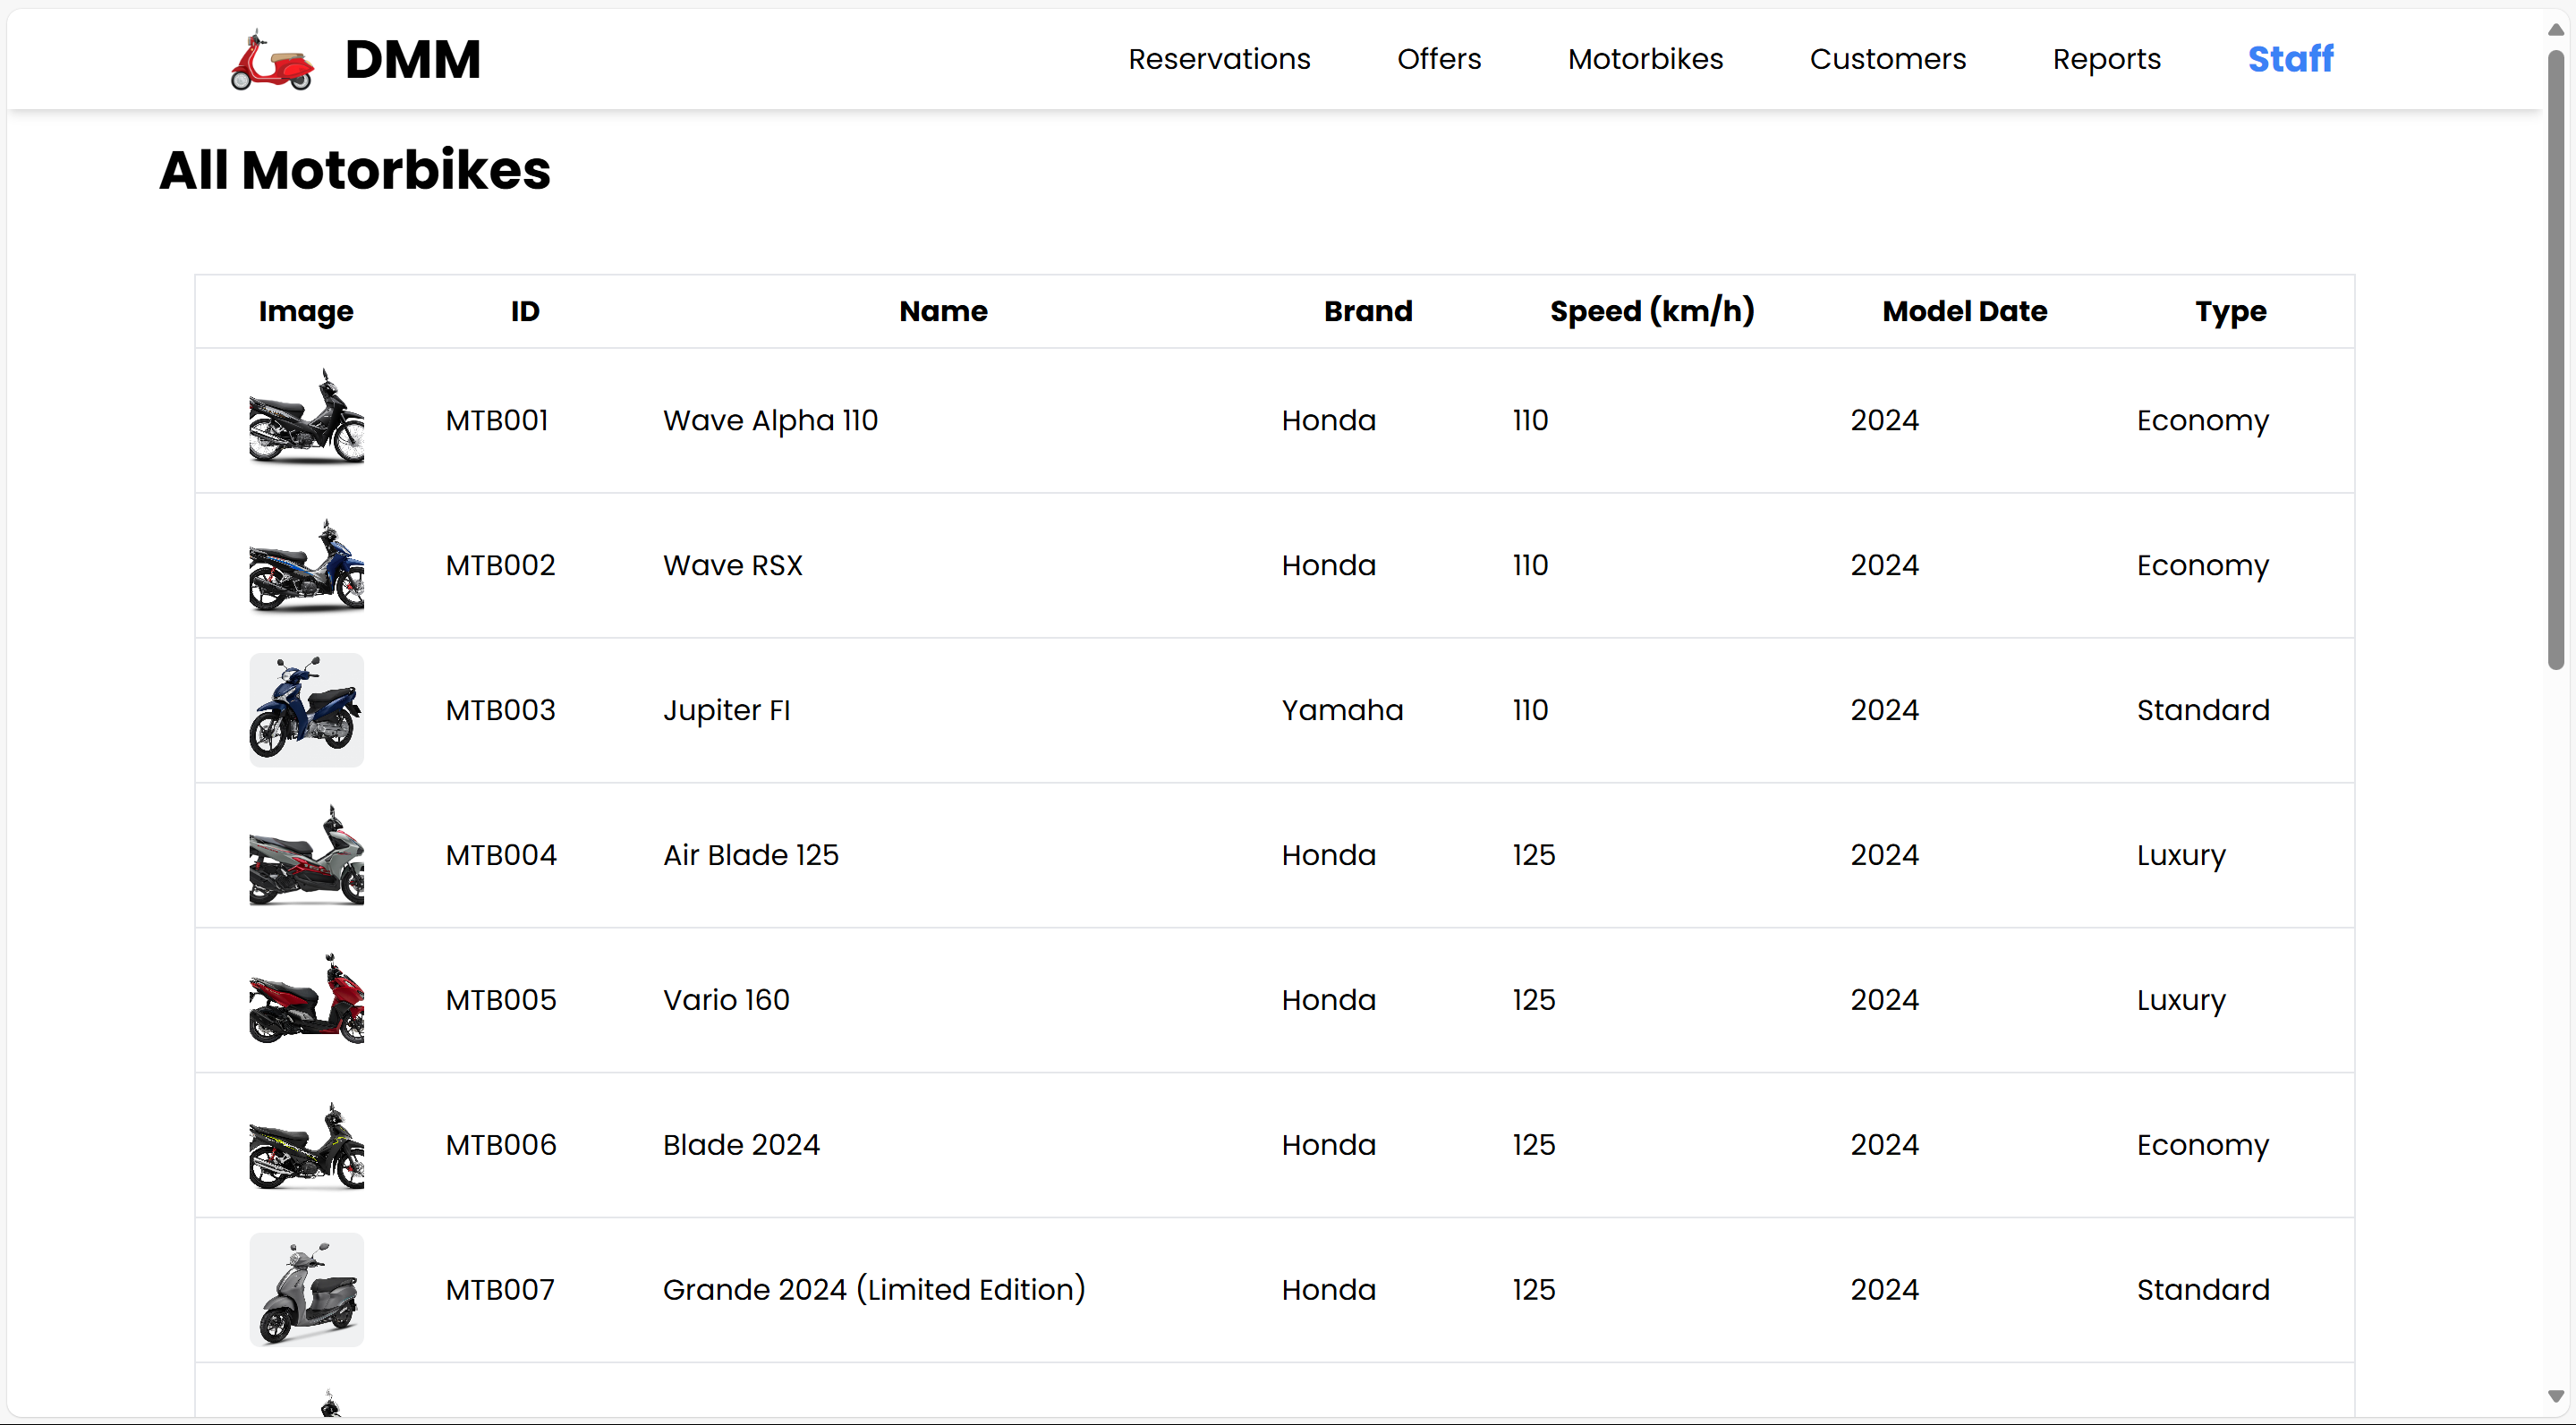 DMM Reservations Offers Motorbikes Customers Reports Staff
All Motorbikes
Image ID Name Brand Speed (km/h) Model Date Type
MTB001 Wave Alpha 110 Honda 110 2024 Economy
MTB002 Wave RSX Honda 110 2024 Economy
MTB003 Jupiter FI Yamaha 110 2024 Standard
MTB004 Air Blade 125 Honda 125 2024 Luxury
MTB005 Vario 160 Honda 125 2024 Luxury
MTB006 Blade 2024 Honda 125 2024 Economy
MTB007 Grande 2024 (Limited Edition) Honda 125 2024 Standard